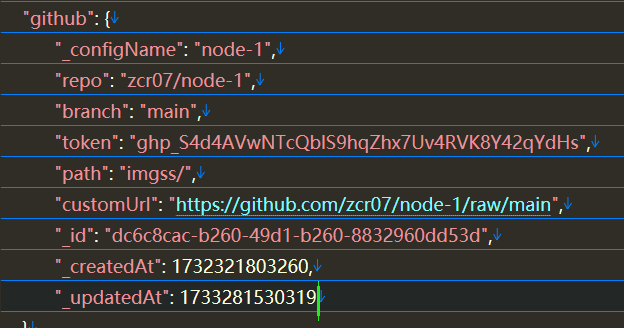 "github": {↓
"_configName": "node-1",↓
"repo": "zcr07/node-1",↓
"branch": "main",↓
"token": "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",↓
"path": "imgss/",↓
"customUrl": "https://github.com/zcr07/node-1/raw/main",↓
"_id": "dc6c8cac-b260-49d1-b260-8832960dd53d",↓
"_createdAt": 1732321803260,↓
"_updatedAt": 1733281530319↓
},↓